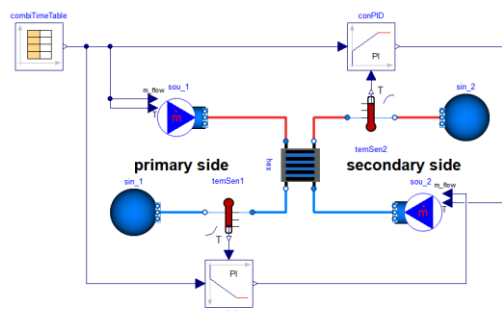 combiTimeTable
conPID
PI
sou_1
m_flow
T
ṁ
sin_2
T
temSen2
primary side
hex
secondary side
sin_1
temSen1
T
sou_2
m_flow
T
ṁ
PI